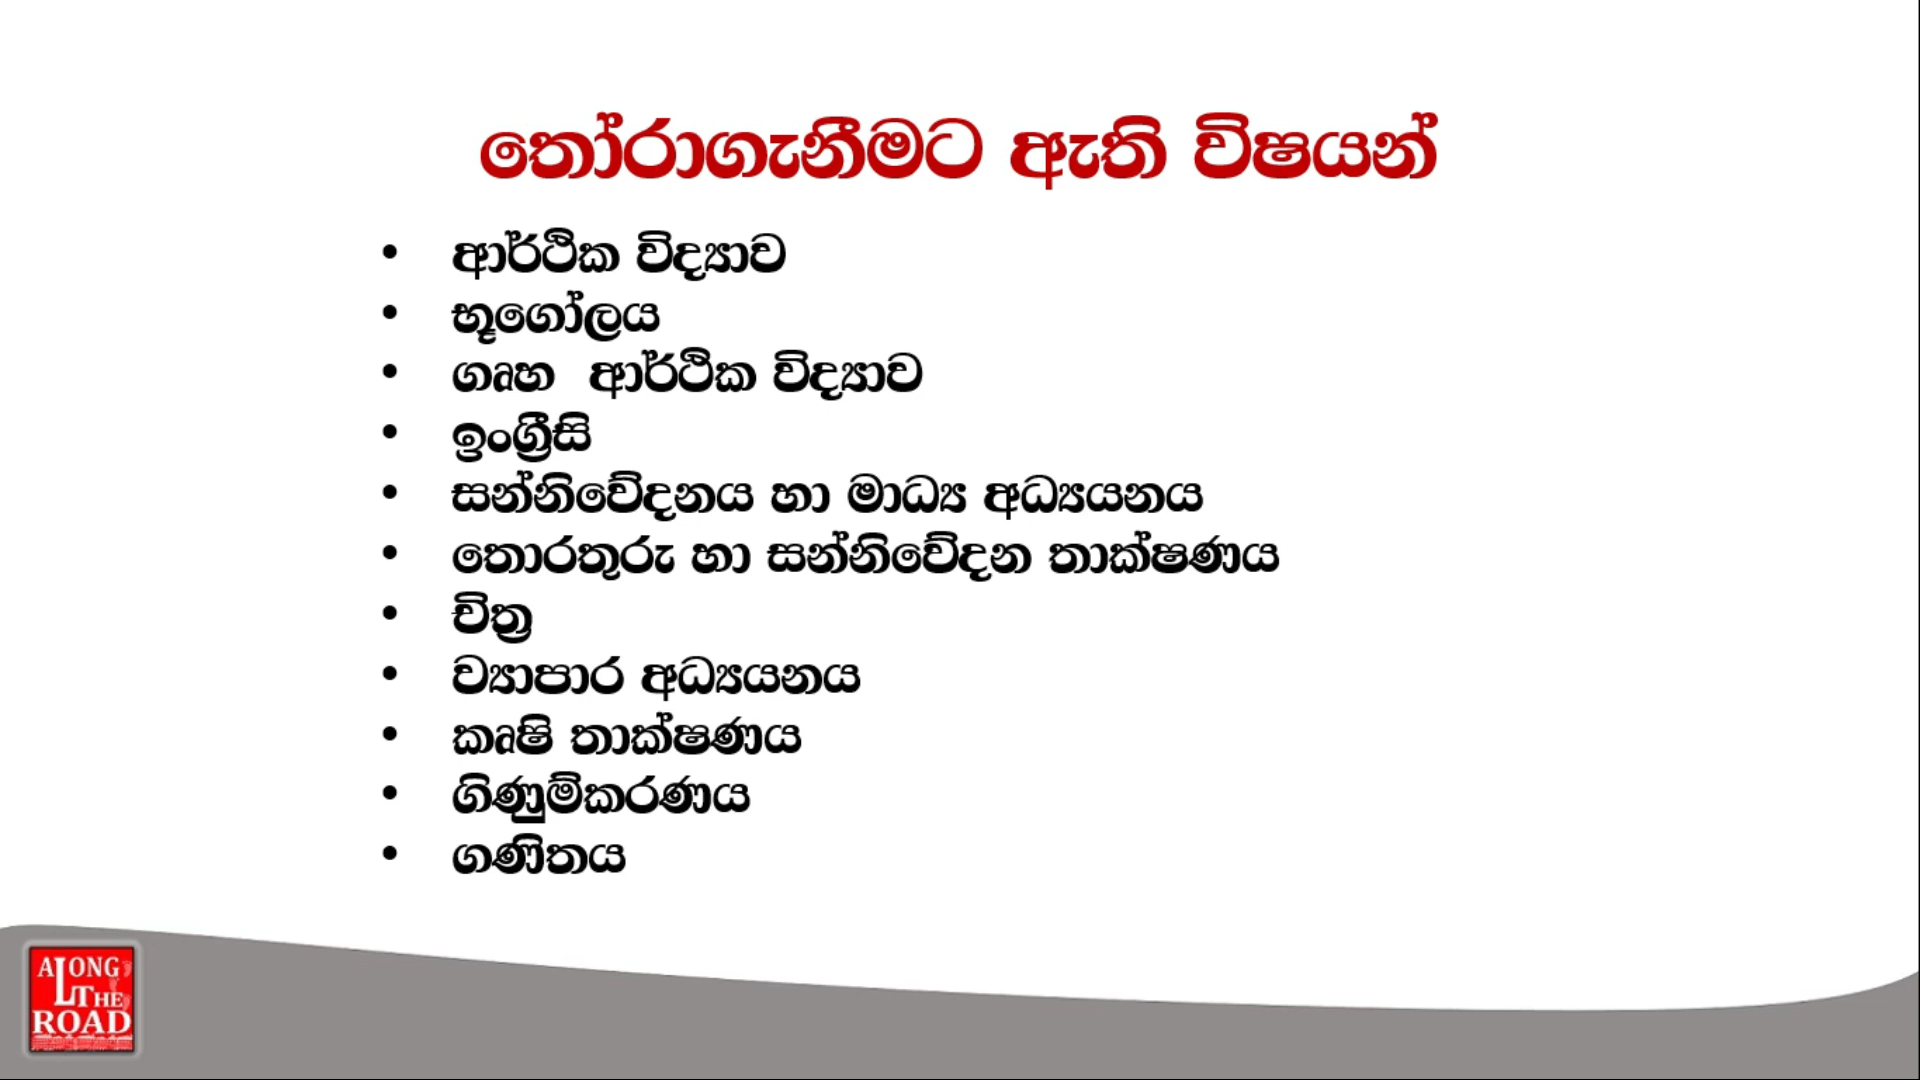 තෝරාගැනීමට ඇති විෂයන්
• ආර්ථික විද්‍යාව
• භූගෝලය
• ගෘහ  ආර්ථික විද්‍යාව
• ඉංග්‍රීසි
• සන්නිවේදනය හා මාධ්‍ය අධ්‍යයනය
• තොරතුරු හා සන්නිවේදන තාක්ෂණය
• චිත්‍ර
• ව්‍යාපාර අධ්‍යයනය
• කෘෂි තාක්ෂණය
• ගිණුම්කරණය
• ගණිතය
ALONG
THE
ROAD